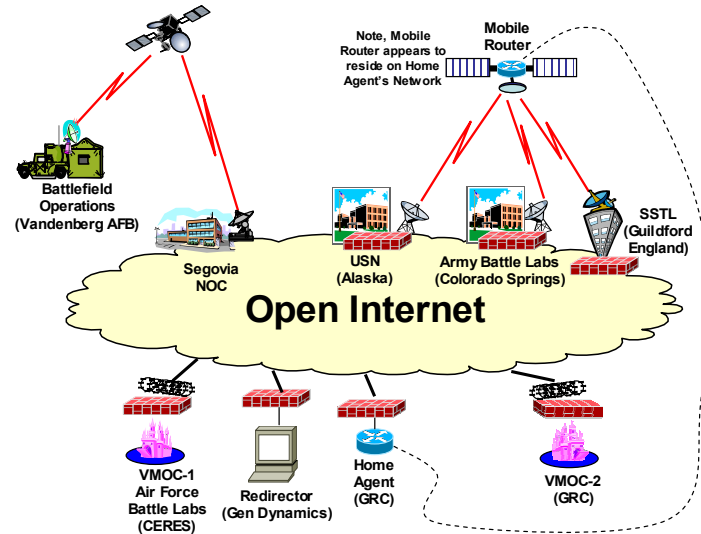 Note, Mobile
Router appears to
reside on Home
Agent's Network
Mobile
Router
Battlefield
Operations
(Vandenberg AFB)
Segovia
NOC
USN
(Alaska)
Army Battle Labs
(Colorado Springs)
SSTL
(Guildford
England)
Open Internet
VMOC-1
Air Force
Battle Labs
(CERES)
Redirector
(Gen Dynamics)
Home
Agent
(GRC)
VMOC-2
(GRC)